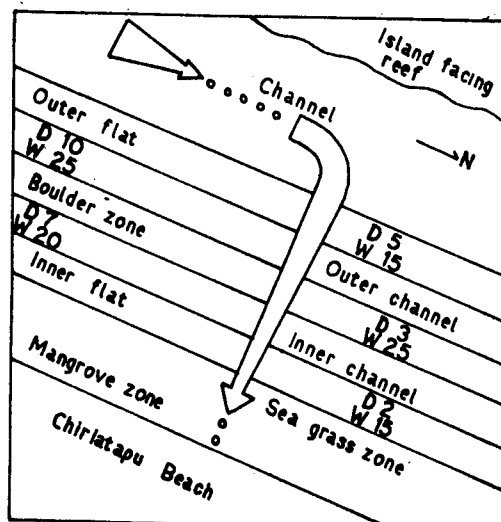 Island facing
reef
Channel
N
Outer flat
D 10
W 25
Boulder zone
D 7
W 20
Inner flat
D 5
W 15
Outer channel
D 3
W 25
Inner channel
D 2
W 15
Mangrove zone
Sea grass zone
Chirlatapu Beach